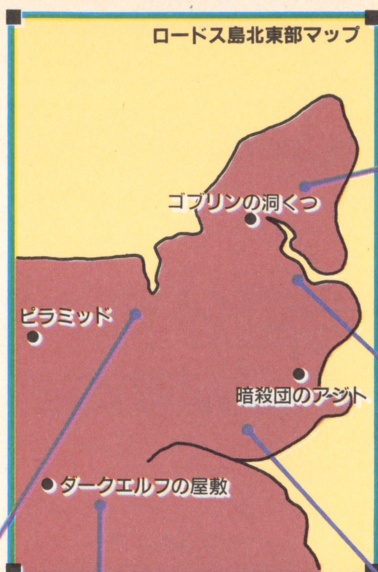 ロードス島北東部マップ
ゴブリンの洞くつ
ピラミッド
暗殺団のアジト
ダークエルフの屋敷